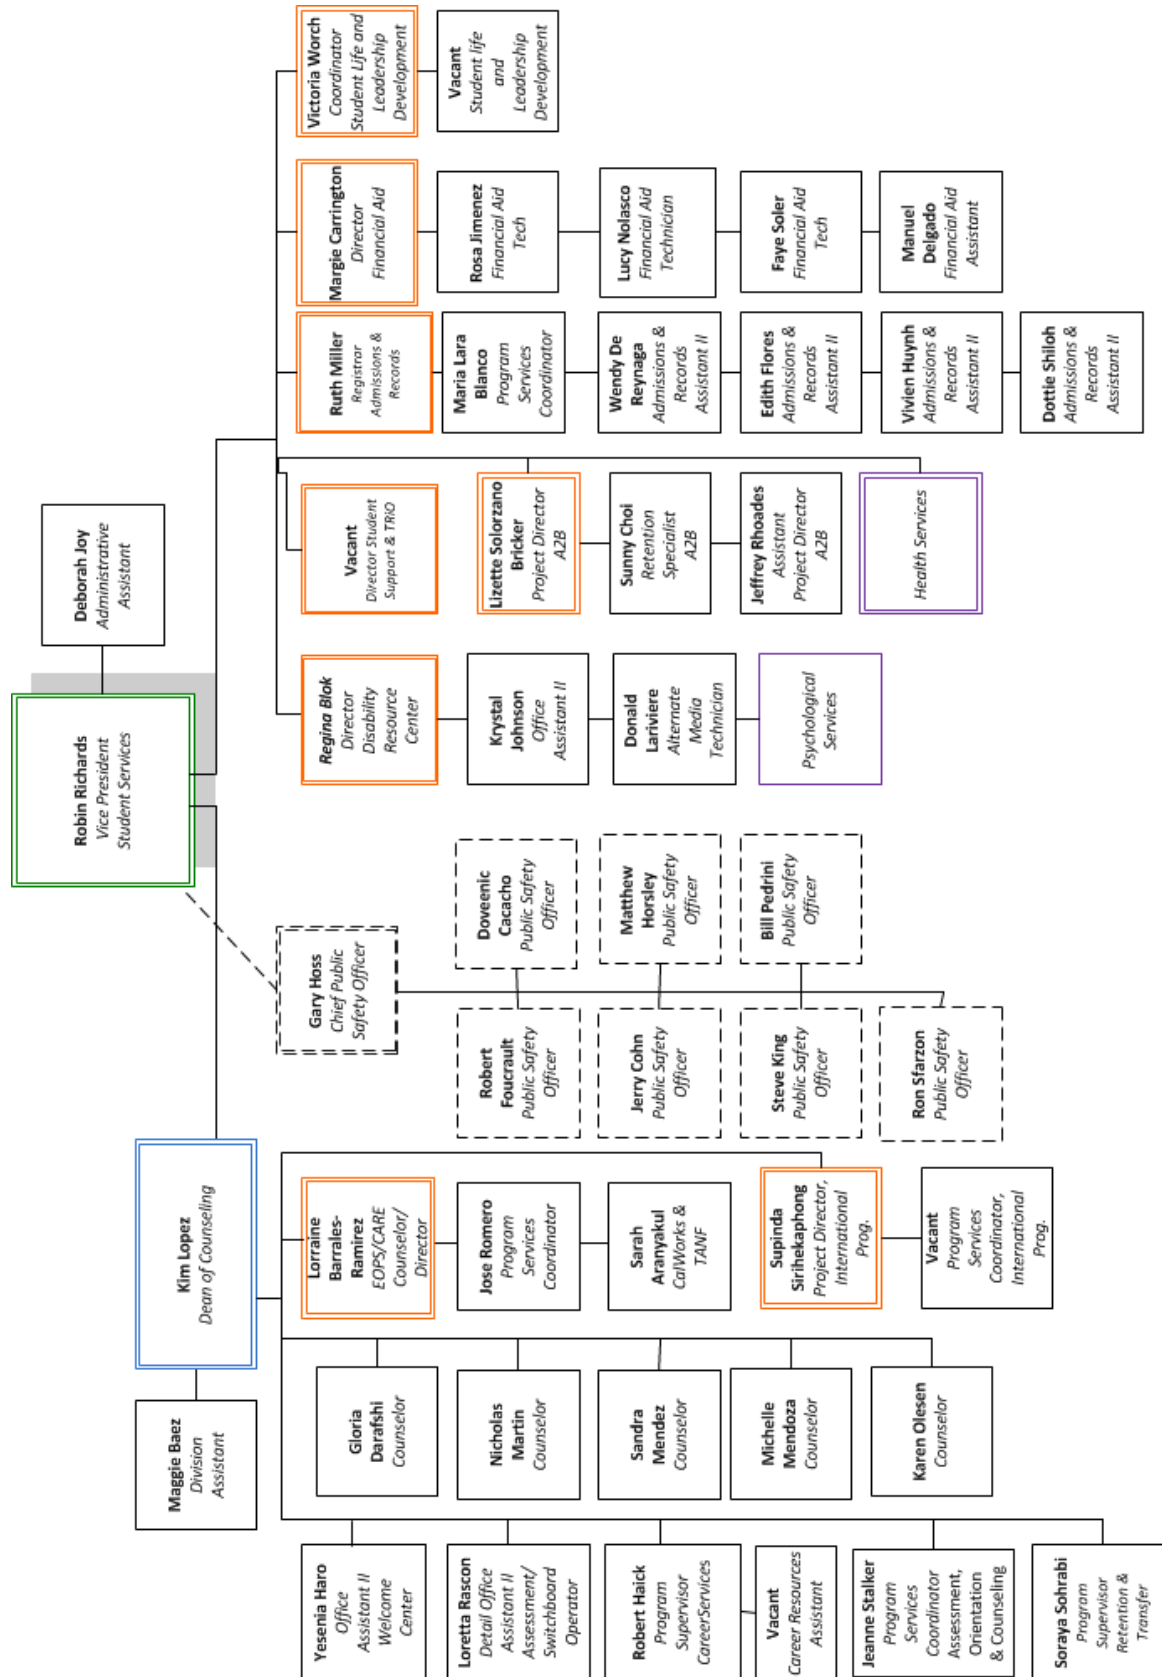 Robin Richards
Vice President
Student Services
Deborah Joy
Administrative
Assistant
Kim Lopez
Dean of Counseling
Maggie Baez
Division
Assistant
Gary Hoss
Chief Public
Safety Officer
Yesenia Haro
Office
Assistant II
Welcome
Center
Loretta Rascon
Detail Office
Assistant II
Assessment/
Switchboard
Operator
Robert Haick
Program
Supervisor
CareerServices
Vacant
Career Resources
Assistant
Jeanne Stalker
Program
Services
Coordinator
Assessment,
Orientation
& Counseling
Soraya Sohrabi
Program
Supervisor
Retention &
Transfer
Gloria
Darafshi
Counselor
Nicholas
Martin
Counselor
Sandra
Mendez
Counselor
Michelle
Mendoza
Counselor
Karen Olesen
Counselor
Lorraine
Barrales-
Ramirez
EOPS/CARE
Counselor/
Director
Jose Romero
Program
Services
Coordinator
Sarah
Aranyakul
CalWorks &
TANF
Supinda
Sirihekaphong
Project Director,
International
Prog.
Vacant
Program
Services
Coordinator,
International
Prog.
Robert
Foucrault
Public Safety
Officer
Doveenic
Cacacho
Public Safety
Officer
Jerry Cohn
Public Safety
Officer
Matthew
Horsley
Public Safety
Officer
Steve King
Public Safety
Officer
Bill Pedrini
Public Safety
Officer
Ron Sfarzon
Public Safety
Officer
Regina Blok
Director
Disability
Resource
Center
Krystal
Johnson
Office
Assistant II
Donald
Lariviere
Alternate
Media
Technician
Psychological
Services
Vacant
Director Student
Support & TRiO
Lizette Solorzano
Bricker
Project Director
A2B
Sunny Choi
Retention
Specialist
A2B
Jeffrey Rhoades
Assistant
Project Director
A2B
Health Services
Ruth Miller
Registrar
Admissions &
Records
Maria Lara
Blanco
Program
Services
Coordinator
Wendy De
Reynaga
Admissions &
Records
Assistant II
Edith Flores
Admissions &
Records
Assistant II
Vivien Huynh
Admissions &
Records
Assistant II
Dottie Shiloh
Admissions &
Records
Assistant II
Margie Carrington
Director
Financial Aid
Rosa Jimenez
Financial Aid
Tech
Lucy Nolasco
Financial Aid
Technician
Faye Soler
Financial Aid
Tech
Manuel
Delgado
Financial Aid
Assistant
Victoria Worch
Coordinator
Student Life and
Leadership
Development
Vacant
Student life
and
Leadership
Development